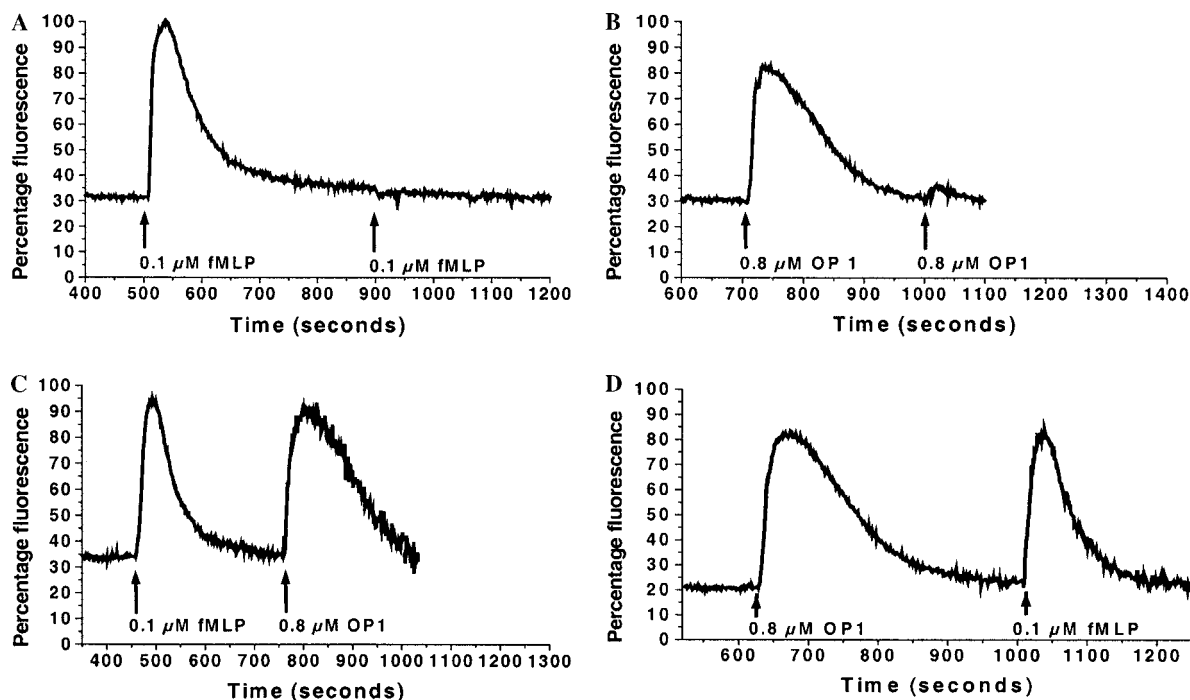 A
Percentage fluorescence
100
90
80
70
60
50
40
30
20
10
0
0.1 µM fMLP
0.1 µM fMLP
400 500 600 700 800 900 1000 1100 1200
Time (seconds)
B
Percentage fluorescence
100
90
80
70
60
50
40
30
20
10
0
0.8 µM OP 1
0.8 µM OP1
600 700 800 900 1000 1100 1200 1300 1400
Time (seconds)
C
Percentage fluorescence
100
90
80
70
60
50
40
30
20
10
0
0.1 µM fMLP
0.8 µM OP1
400 500 600 700 800 900 1000 1100 1200 1300
Time (seconds)
D
Percentage fluorescence
100
90
80
70
60
50
40
30
20
10
0
0.8 µM OP1
0.1 µM fMLP
600 700 800 900 1000 1100 1200
Time (seconds)